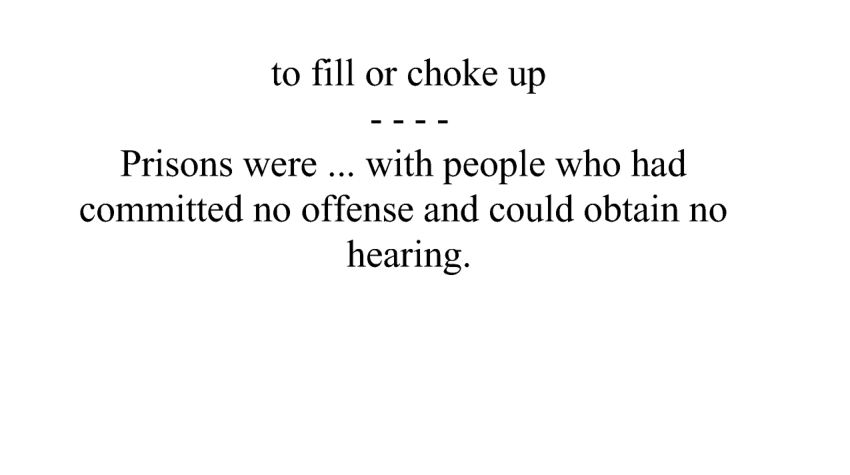 to fill or choke up
- - - -
Prisons were ... with people who had
committed no offense and could obtain no
hearing.